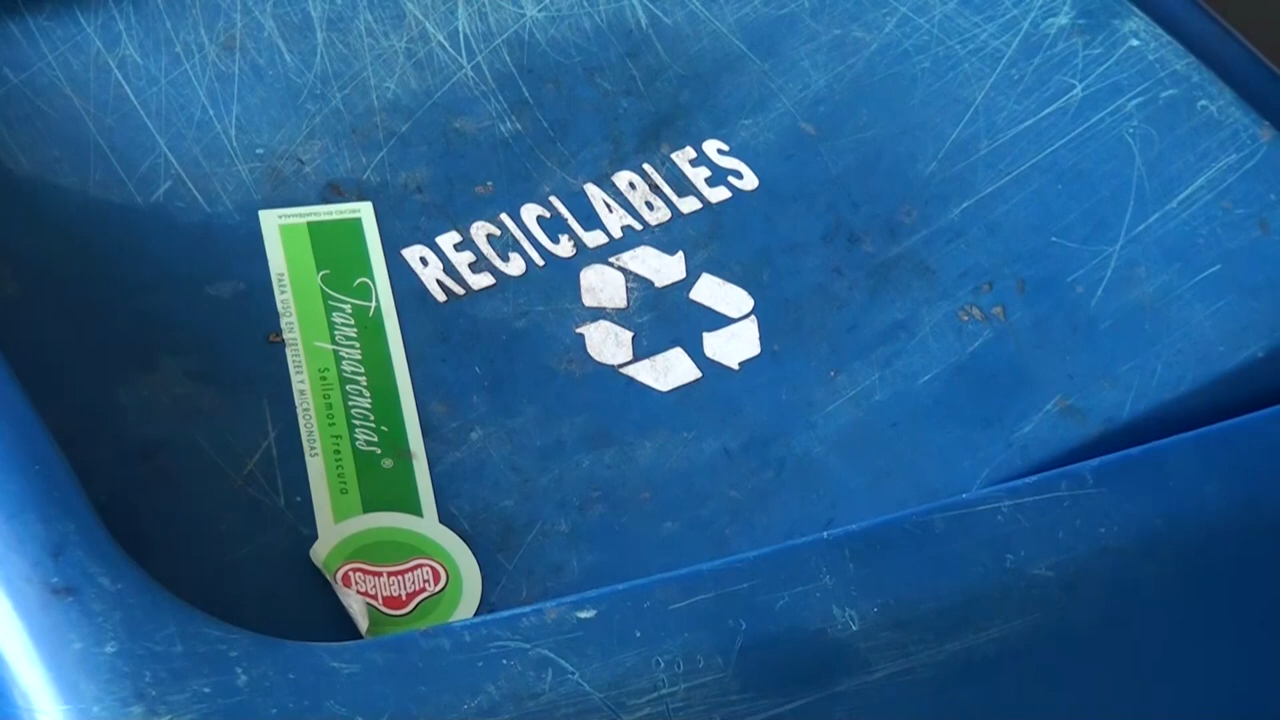 RECICLABLES
HECHO EN GUATEMALA
Transparencias®
Sellamos Frescura
PARA USO EN FREEZER Y MICROONDAS
Guateplast